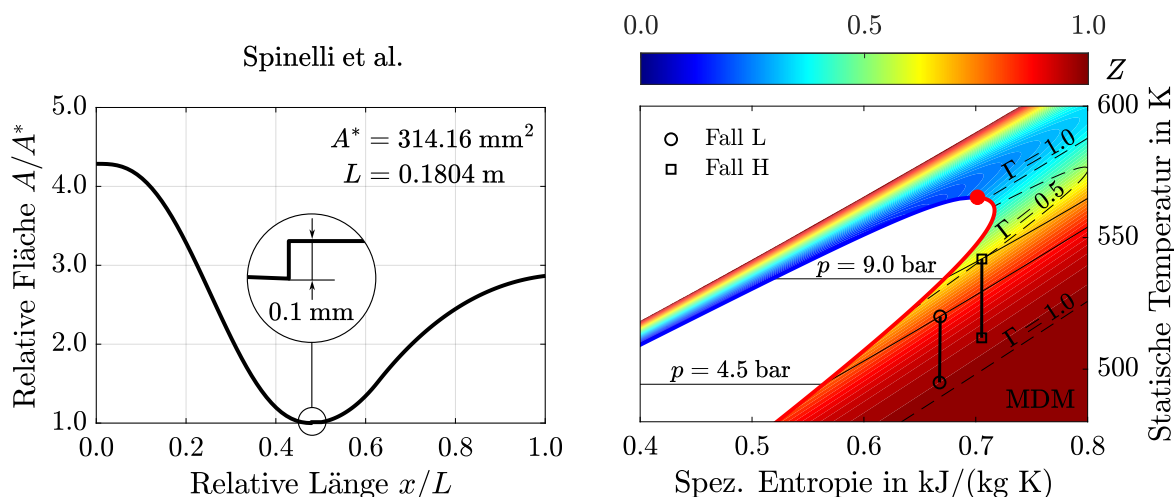 Spinelli et al.
5.0
4.0
3.0
2.0
1.0
Relative Fläche A/A*
A* = 314.16 mm²
L = 0.1804 m
0.1 mm
0.0 0.2 0.4 0.6 0.8 1.0
Relative Länge x/L
0.0 0.5 1.0
Z
Fall L
Fall H
Γ = 1.0
Γ = 0.5
p = 9.0 bar
Γ = 1.0
p = 4.5 bar
MDM
600
550
500
Statische Temperatur in K
0.4 0.5 0.6 0.7 0.8
Spez. Entropie in kJ/(kg K)